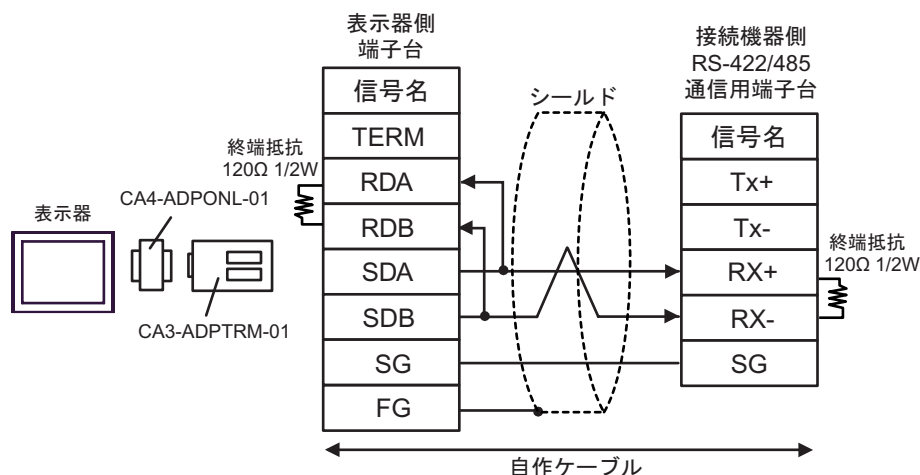 表示器側
端子台
信号名
TERM
RDA
RDB
SDA
SDB
SG
FG
終端抵抗
120Ω 1/2W
表示器
CA4-ADPONL-01
CA3-ADPTRM-01
シールド
接続機器側
RS-422/485
通信用端子台
信号名
Tx+
Tx-
RX+
RX-
SG
終端抵抗
120Ω 1/2W
自作ケーブル